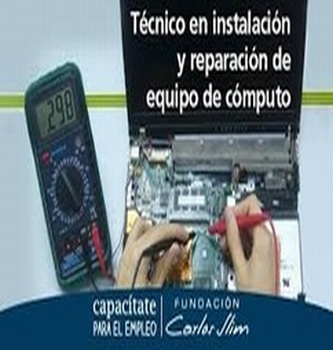 Técnico en instalación
y reparación de
equipo de cómputo
.298
capacítate
PARA EL EMPLEO
FUNDACIÓN
Carlos Slim